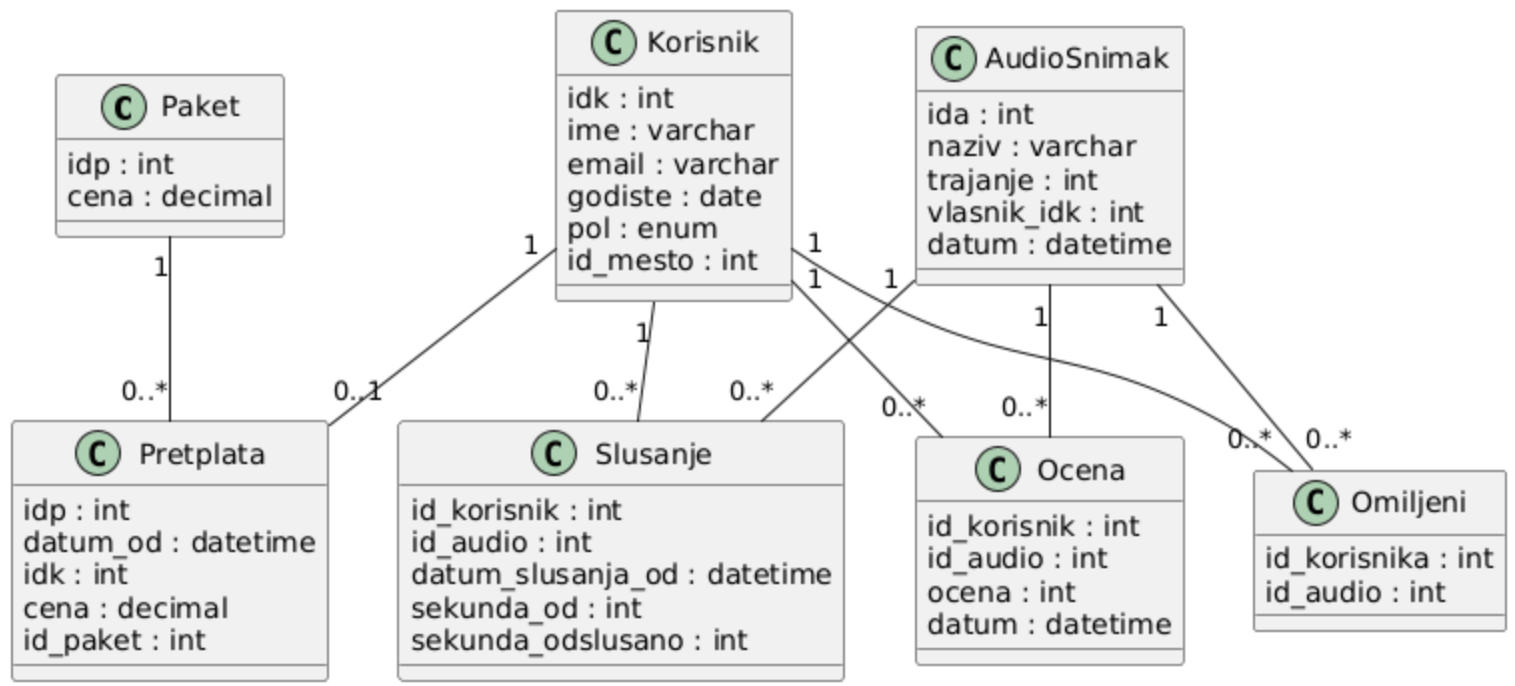 C Paket
idp : int
cena : decimal
C Korisnik
idk : int
ime : varchar
email : varchar
godiste : date
pol : enum
id_mesto : int
C AudioSnimak
ida : int
naziv : varchar
trajanje : int
vlasnik_idk : int
datum : datetime
1
0..*
1
0..1
1
0..*
1
0..*
1
0..*
1
0..*
1
0..*
1
0..*
C Pretplata
idp : int
datum_od : datetime
idk : int
cena : decimal
id_paket : int
C Slusanje
id_korisnik : int
id_audio : int
datum_slusanja_od : datetime
sekunda_od : int
sekunda_odslusano : int
C Ocena
id_korisnik : int
id_audio : int
ocena : int
datum : datetime
C Omiljeni
id_korisnika : int
id_audio : int